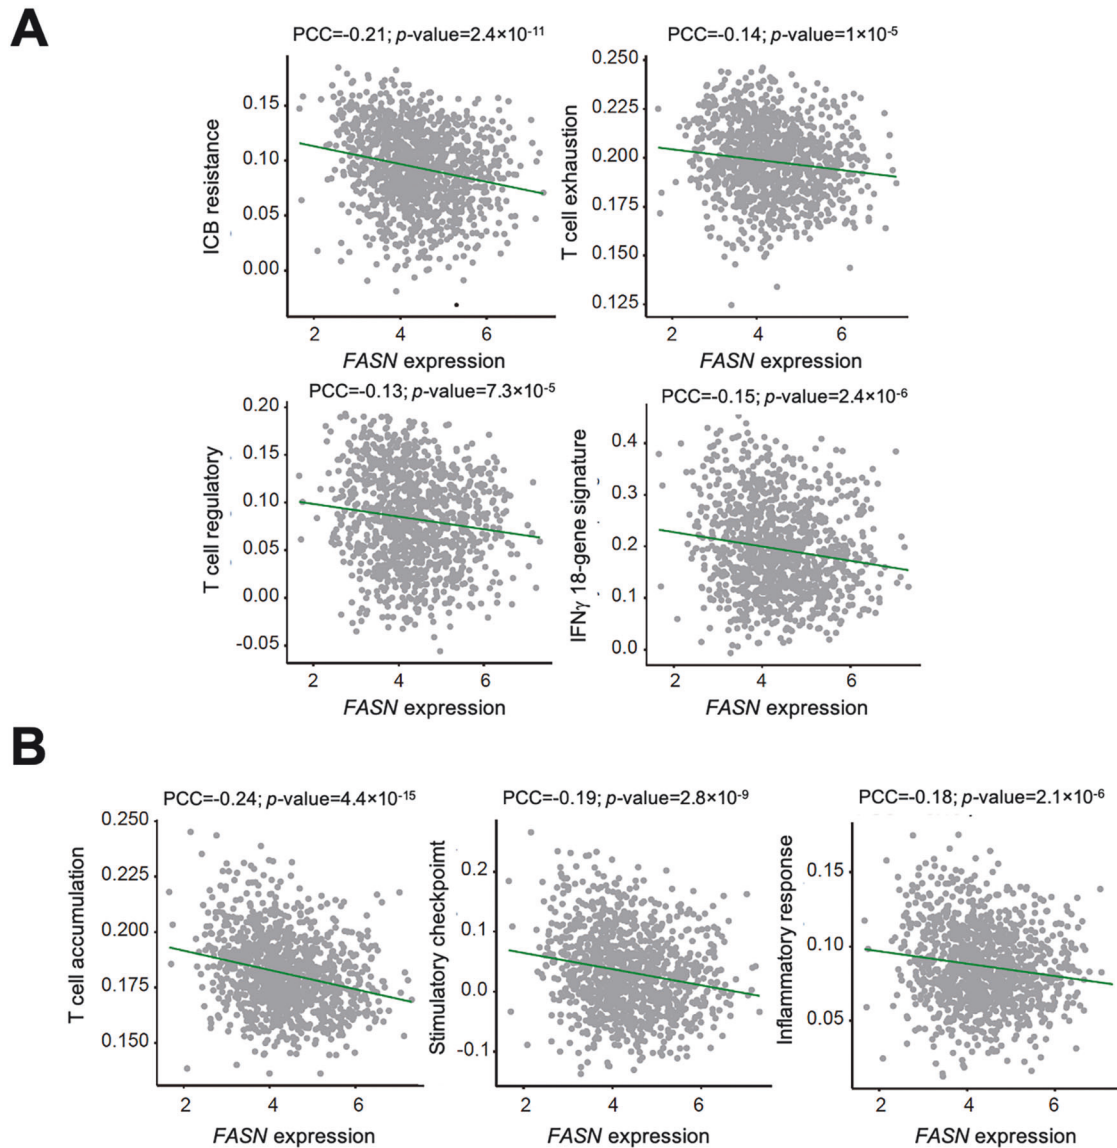 A
PCC=-0.21; p-value=2.4×10-11
ICB resistance
0.15
0.10
0.05
0.00
2 4 6
FASN expression
PCC=-0.14; p-value=1×10-5
T cell exhaustion
0.250
0.225
0.200
0.175
0.150
0.125
2 4 6
FASN expression
PCC=-0.13; p-value=7.3×10-5
T cell regulatory
0.20
0.15
0.10
0.05
0.00
-0.05
2 4 6
FASN expression
PCC=-0.15; p-value=2.4×10-6
IFNγ 18-gene signature
0.4
0.3
0.2
0.1
0.0
2 4 6
FASN expression
B
PCC=-0.24; p-value=4.4×10-15
T cell accumulation
0.250
0.225
0.200
0.175
0.150
2 4 6
FASN expression
PCC=-0.19; p-value=2.8×10-9
Stimulatory checkpoint
0.2
0.1
0.0
-0.1
2 4 6
FASN expression
PCC=-0.18; p-value=2.1×10-6
Inflammatory response
0.15
0.10
0.05
2 4 6
FASN expression